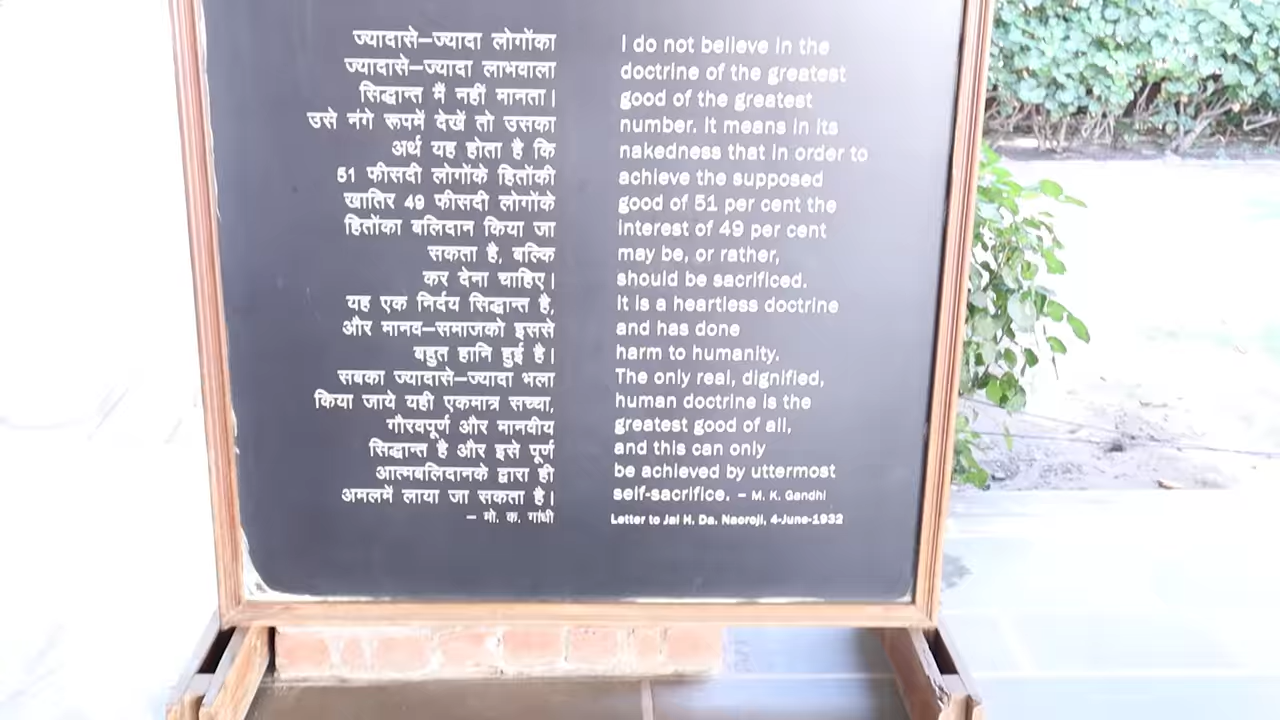 ज्यादासे–ज्यादा लोगोंका
ज्यादासे–ज्यादा लाभवाला
सिद्धान्त मैं नहीं मानता।
उसे नंगे रूपमें देखें तो उसका
अर्थ यह होता है कि
51 फीसदी लोगोंके हितोंकी
खातिर 49 फीसदी लोगोंके
हितोंका बलिदान किया जा
सकता है, बल्कि
कर देना चाहिए।
यह एक निर्दय सिद्धान्त है,
और मानव–समाजको इससे
बहुत हानि हुई है।
सबका ज्यादासे–ज्यादा भला
किया जाये यही एकमात्र सच्चा,
गौरवपूर्ण और मानवीय
सिद्धान्त है और इसे पूर्ण
आत्मबलिदानके द्वारा ही
अमलमें लाया जा सकता है।
– मो. क. गांधी
I do not believe in the
doctrine of the greatest
good of the greatest
number. It means in its
nakedness that in order to
achieve the supposed
good of 51 per cent the
interest of 49 per cent
may be, or rather,
should be sacrificed.
It is a heartless doctrine
and has done
harm to humanity.
The only real, dignified,
human doctrine is the
greatest good of all,
and this can only
be achieved by uttermost
self-sacrifice. – M. K. Gandhi
Letter to Jal H. Da. Naoroji, 4-June-1932